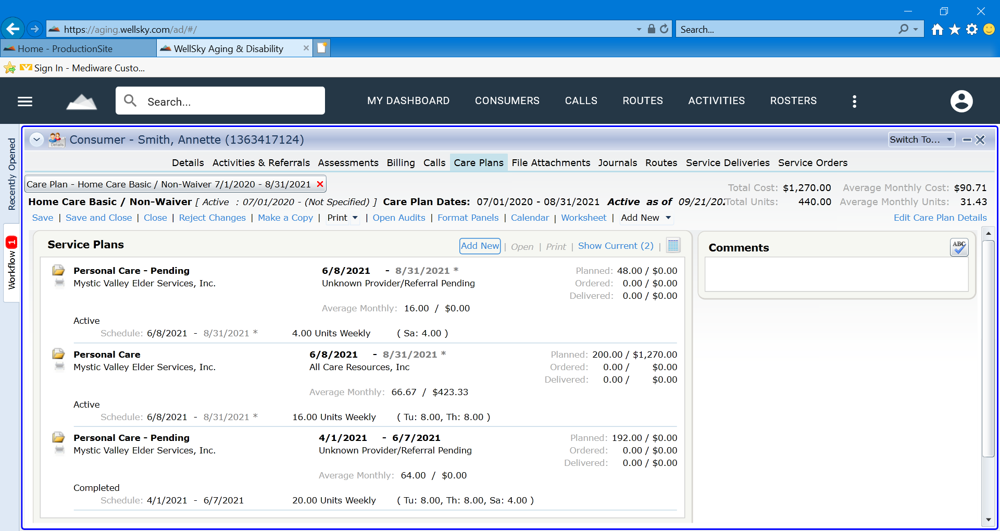 https://aging.wellsky.com/ad/#/
Search...
Home - ProductionSite
WellSky Aging & Disability
Sign In - Mediware Custo...
Search...
MY DASHBOARD CONSUMERS CALLS ROUTES ACTIVITIES ROSTERS
Recently Opened
Workflow 1
Consumer - Smith, Annette (1363417124)
Switch To...
Details Activities & Referrals Assessments Billing Calls Care Plans File Attachments Journals Routes Service Deliveries Service Orders
Care Plan - Home Care Basic / Non-Waiver 7/1/2020 - 8/31/2021
Total Cost: $1,270.00 Average Monthly Cost: $90.71
Home Care Basic / Non-Waiver [ Active : 07/01/2020 - (Not Specified) ] Care Plan Dates: 07/01/2020 - 08/31/2021 Active as of 09/21/202
Total Units: 440.00 Average Monthly Units: 31.43
Save | Save and Close | Close | Reject Changes | Make a Copy | Print | Open Audits | Format Panels | Calendar | Worksheet | Add New
Edit Care Plan Details
Service Plans
Add New | Open | Print | Show Current (2) |
Personal Care - Pending 6/8/2021 - 8/31/2021 * Planned: 48.00 / $0.00
Mystic Valley Elder Services, Inc. Unknown Provider/Referral Pending Ordered: 0.00 / $0.00
Delivered: 0.00 / $0.00
Average Monthly: 16.00 / $0.00
Active
Schedule: 6/8/2021 - 8/31/2021 * 4.00 Units Weekly ( Sa: 4.00 )
Personal Care 6/8/2021 - 8/31/2021 * Planned: 200.00 / $1,270.00
Mystic Valley Elder Services, Inc. All Care Resources, Inc Ordered: 0.00 / $0.00
Delivered: 0.00 / $0.00
Average Monthly: 66.67 / $423.33
Active
Schedule: 6/8/2021 - 8/31/2021 * 16.00 Units Weekly ( Tu: 8.00, Th: 8.00 )
Personal Care - Pending 4/1/2021 - 6/7/2021 Planned: 192.00 / $0.00
Mystic Valley Elder Services, Inc. Unknown Provider/Referral Pending Ordered: 0.00 / $0.00
Delivered: 0.00 / $0.00
Average Monthly: 64.00 / $0.00
Completed
Schedule: 4/1/2021 - 6/7/2021 20.00 Units Weekly ( Tu: 8.00, Th: 8.00, Sa: 4.00 )
Comments
ABC